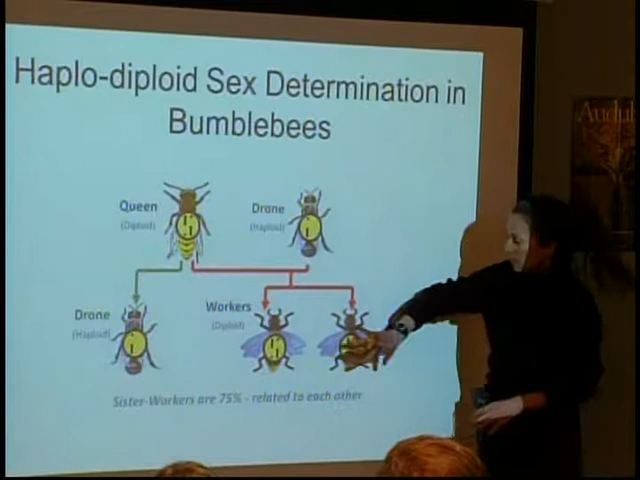 Haplo-diploid Sex Determination in
Bumblebees
Audu
Queen
(Diploid)
Drone
(Haploid)
Drone
(Haploid)
Workers
(Diploid)
Sister-Workers are 75% - related to each other